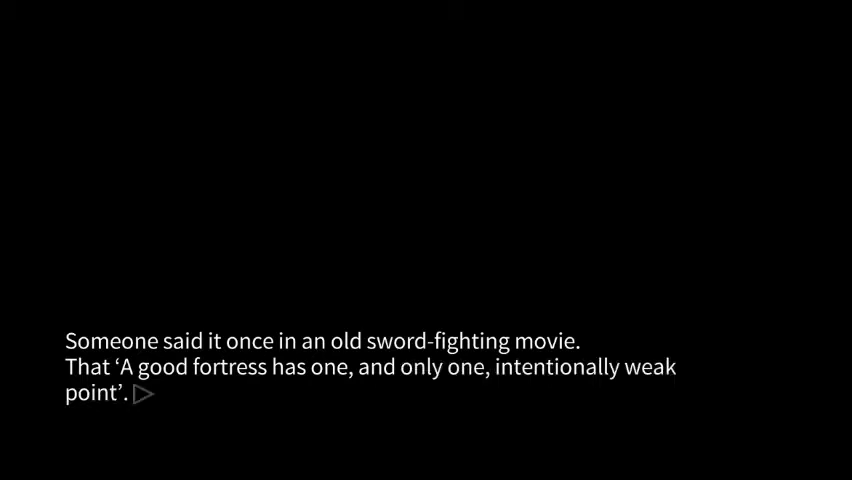 Someone said it once in an old sword-fighting movie.
That ‘A good fortress has one, and only one, intentionally weak
point’.